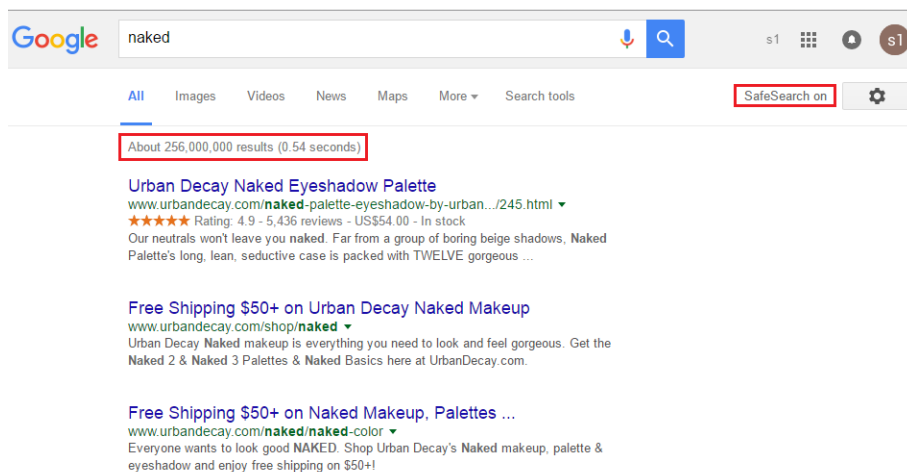 Google naked s1 s1
All Images Videos News Maps More Search tools SafeSearch on
About 256,000,000 results (0.54 seconds)
Urban Decay Naked Eyeshadow Palette
www.urbandecay.com/naked-palette-eyeshadow-by-urban.../245.html
Rating: 4.9 - 5,436 reviews - US$54.00 - In stock
Our neutrals won't leave you naked. Far from a group of boring beige shadows, Naked
Palette's long, lean, seductive case is packed with TWELVE gorgeous ...
Free Shipping $50+ on Urban Decay Naked Makeup
www.urbandecay.com/shop/naked
Urban Decay Naked makeup is everything you need to look and feel gorgeous. Get the
Naked 2 & Naked 3 Palettes & Naked Basics here at UrbanDecay.com.
Free Shipping $50+ on Naked Makeup, Palettes ...
www.urbandecay.com/naked/naked-color
Everyone wants to look good NAKED. Shop Urban Decay's Naked makeup, palette &
eyeshadow and enjoy free shipping on $50+!